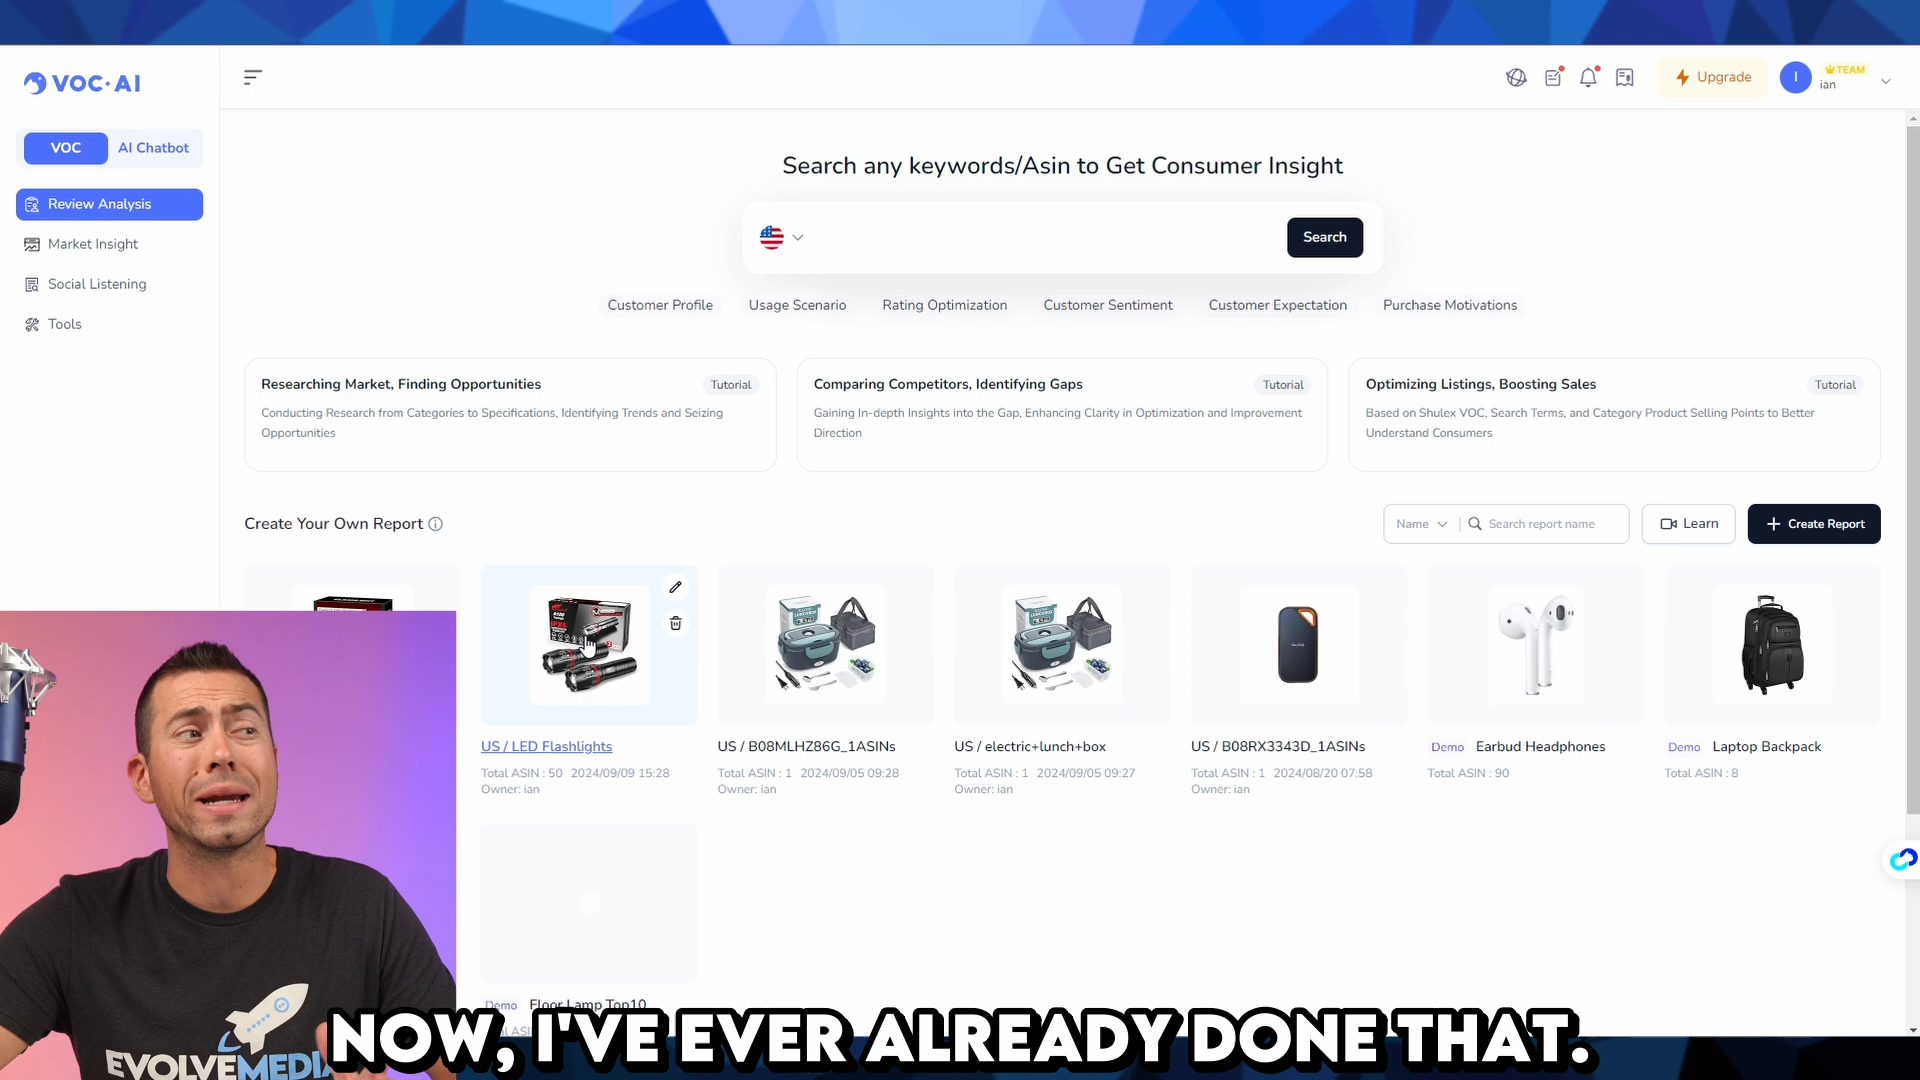 VOC·AI
VOC
AI Chatbot
Review Analysis
Market Insight
Social Listening
Tools
Upgrade
I
TEAM
ian
Search any keywords/Asin to Get Consumer Insight
Search
Customer Profile
Usage Scenario
Rating Optimization
Customer Sentiment
Customer Expectation
Purchase Motivations
Researching Market, Finding Opportunities
Tutorial
Conducting Research from Categories to Specifications, Identifying Trends and Seizing
Opportunities
Comparing Competitors, Identifying Gaps
Tutorial
Gaining In-depth Insights into the Gap, Enhancing Clarity in Optimization and Improvement
Direction
Optimizing Listings, Boosting Sales
Tutorial
Based on Shulex VOC, Search Terms, and Category Product Selling Points to Better
Understand Consumers
Create Your Own Report
Name
Search report name
Learn
Create Report
US / LED Flashlights
Total ASIN : 50 2024/09/09 15:28
Owner: ian
US / B08MLHZ86G_1ASINs
Total ASIN : 1 2024/09/05 09:28
Owner: ian
US / electric+lunch+box
Total ASIN : 1 2024/09/05 09:27
Owner: ian
US / B08RX3343D_1ASINs
Total ASIN : 1 2024/08/20 07:58
Owner: ian
Demo Earbud Headphones
Total ASIN : 90
Demo Laptop Backpack
Total ASIN : 8
Demo Floor Lamp Top10
EVOLVEMEDIA
NOW, I'VE EVER ALREADY DONE THAT.